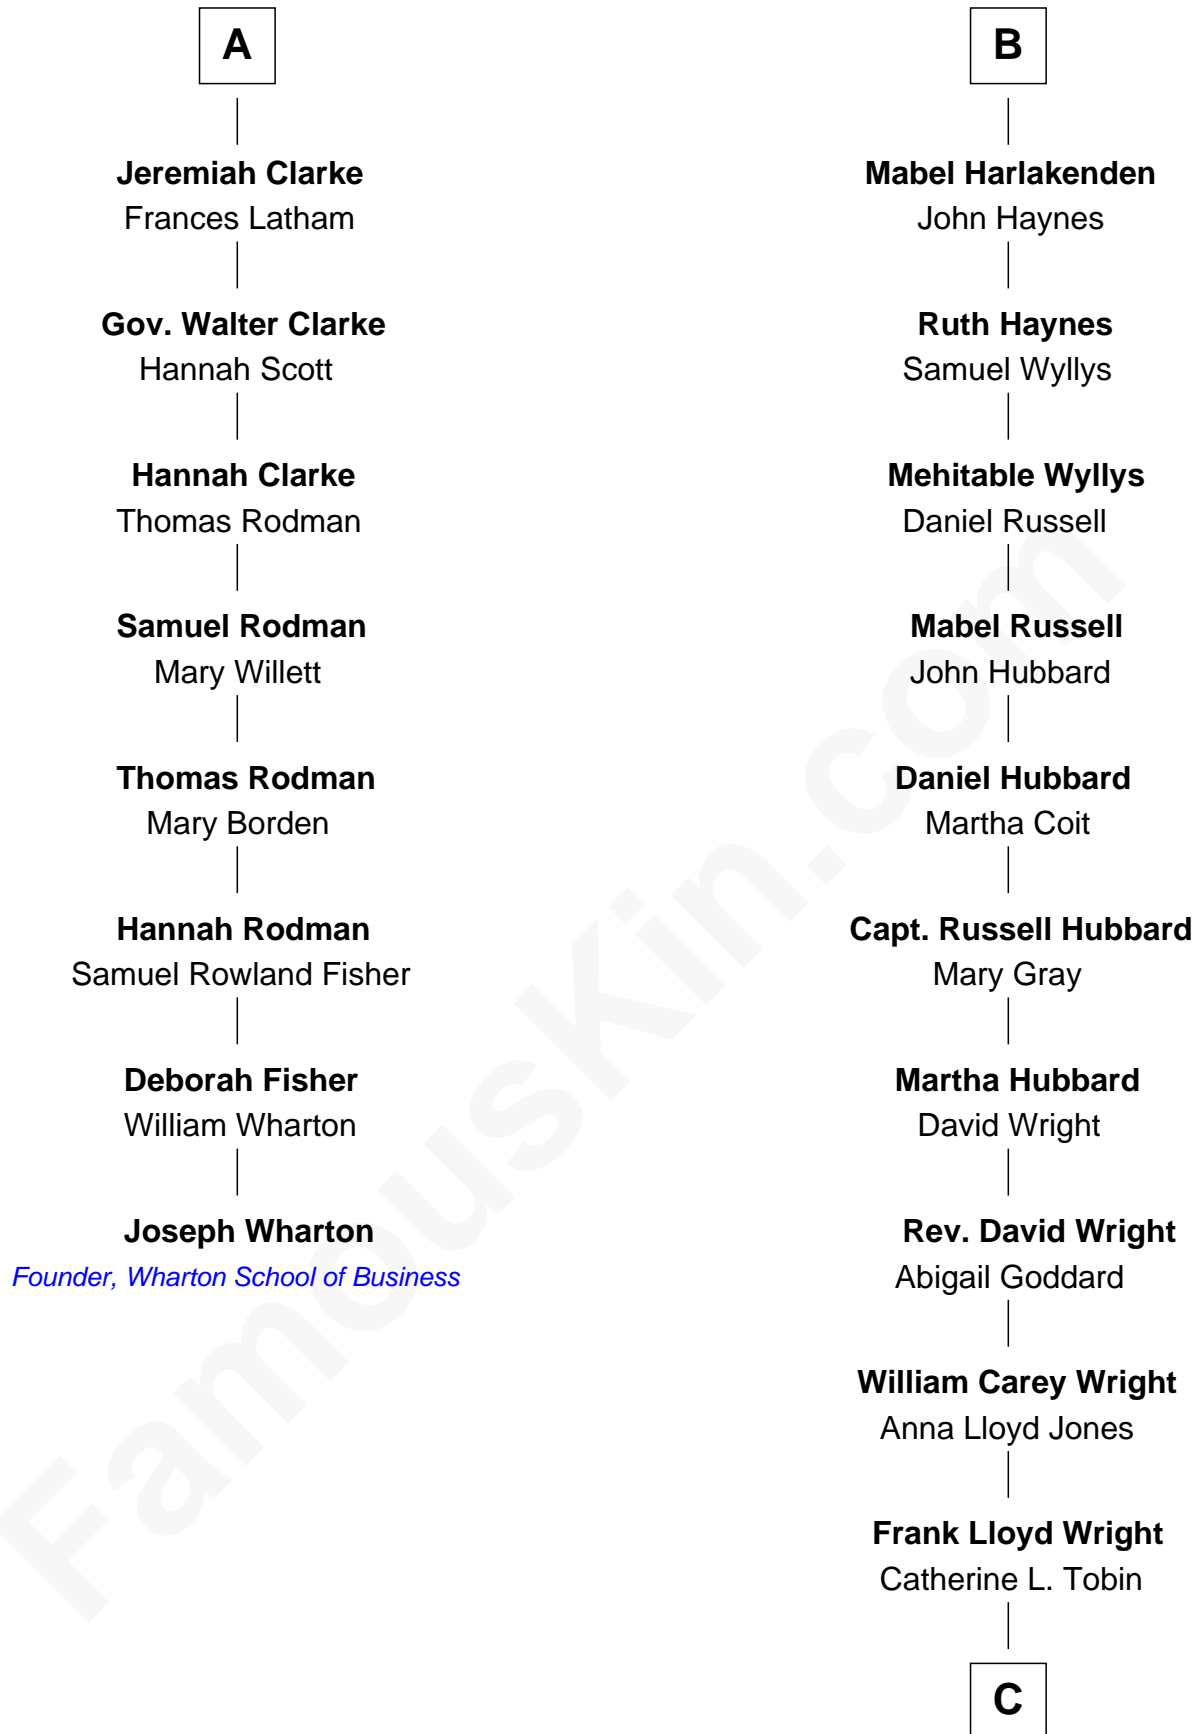 A
Jeremiah Clarke
Frances Latham
Gov. Walter Clarke
Hannah Scott
Hannah Clarke
Thomas Rodman
Samuel Rodman
Mary Willett
Thomas Rodman
Mary Borden
Hannah Rodman
Samuel Rowland Fisher
Deborah Fisher
William Wharton
Joseph Wharton
Founder, Wharton School of Business
B
Mabel Harlakenden
John Haynes
Ruth Haynes
Samuel Wyllys
Mehitable Wyllys
Daniel Russell
Mabel Russell
John Hubbard
Daniel Hubbard
Martha Coit
Capt. Russell Hubbard
Mary Gray
Martha Hubbard
David Wright
Rev. David Wright
Abigail Goddard
William Carey Wright
Anna Lloyd Jones
Frank Lloyd Wright
Catherine L. Tobin
C
FamousKin.com